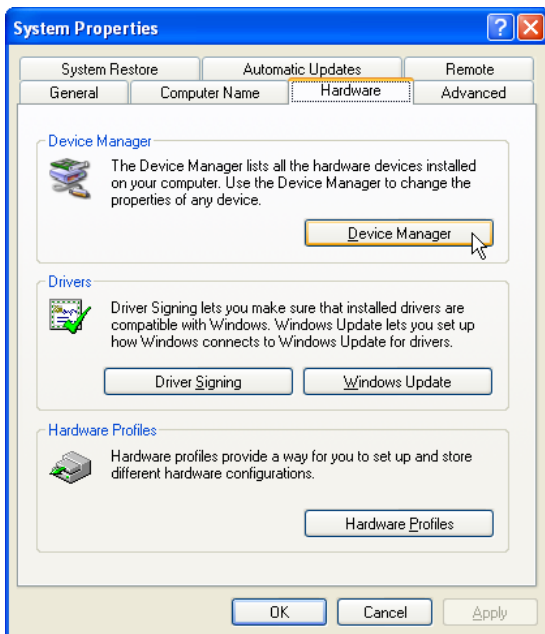 System Properties
System Restore Automatic Updates Remote
General Computer Name Hardware Advanced
Device Manager
The Device Manager lists all the hardware devices installed
on your computer. Use the Device Manager to change the
properties of any device.
Device Manager
Drivers
Driver Signing lets you make sure that installed drivers are
compatible with Windows. Windows Update lets you set up
how Windows connects to Windows Update for drivers.
Driver Signing Windows Update
Hardware Profiles
Hardware profiles provide a way for you to set up and store
different hardware configurations.
Hardware Profiles
OK Cancel Apply